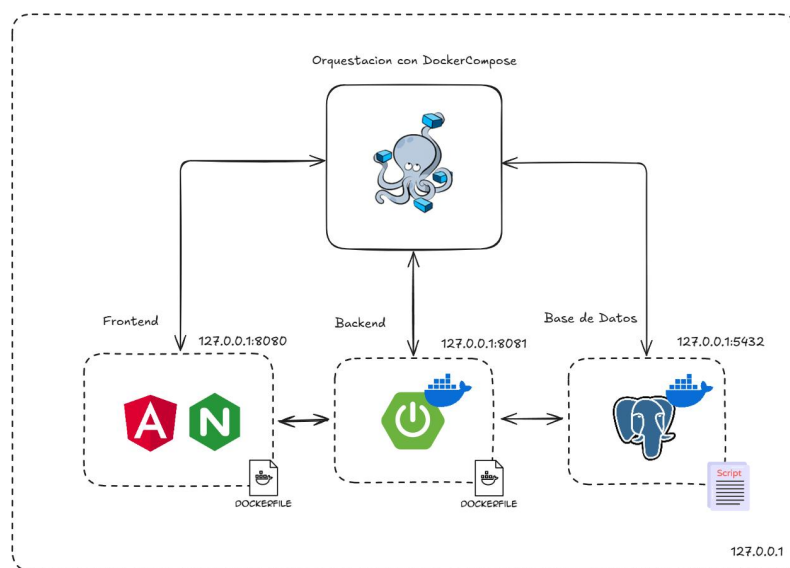 Orquestacion con DockerCompose
Frontend
127.0.0.1:8080
Backend
127.0.0.1:8081
Base de Datos
127.0.0.1:5432
A
N
DOCKERFILE
DOCKERFILE
Script
127.0.0.1